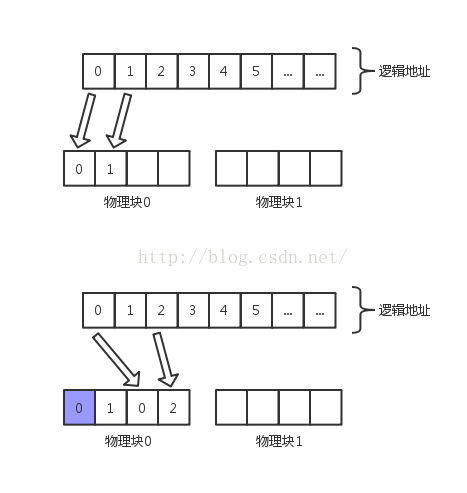 0 1 2 3 4 5 ... ... 逻辑地址
0 1
物理块0 物理块1
http://blog.csdn.net/
0 1 2 3 4 5 ... ... 逻辑地址
0 1 0 2
物理块0 物理块1